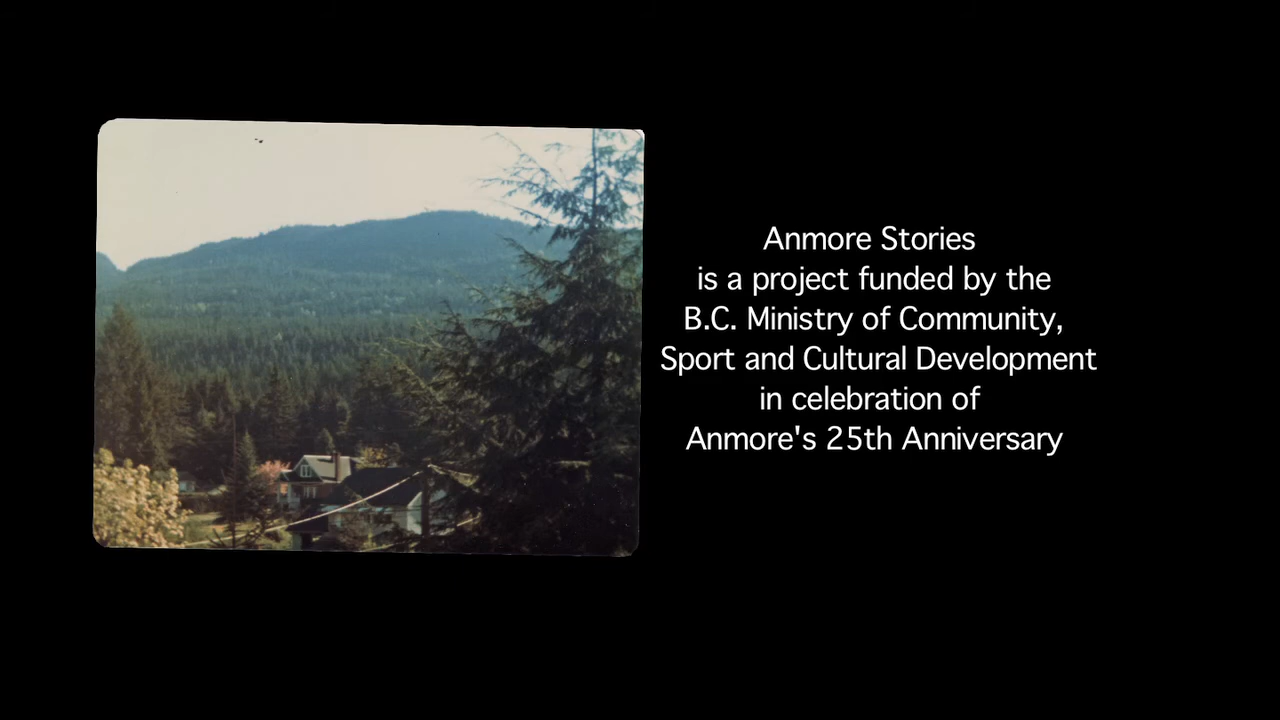 Anmore Stories
is a project funded by the
B.C. Ministry of Community,
Sport and Cultural Development
in celebration of
Anmore's 25th Anniversary